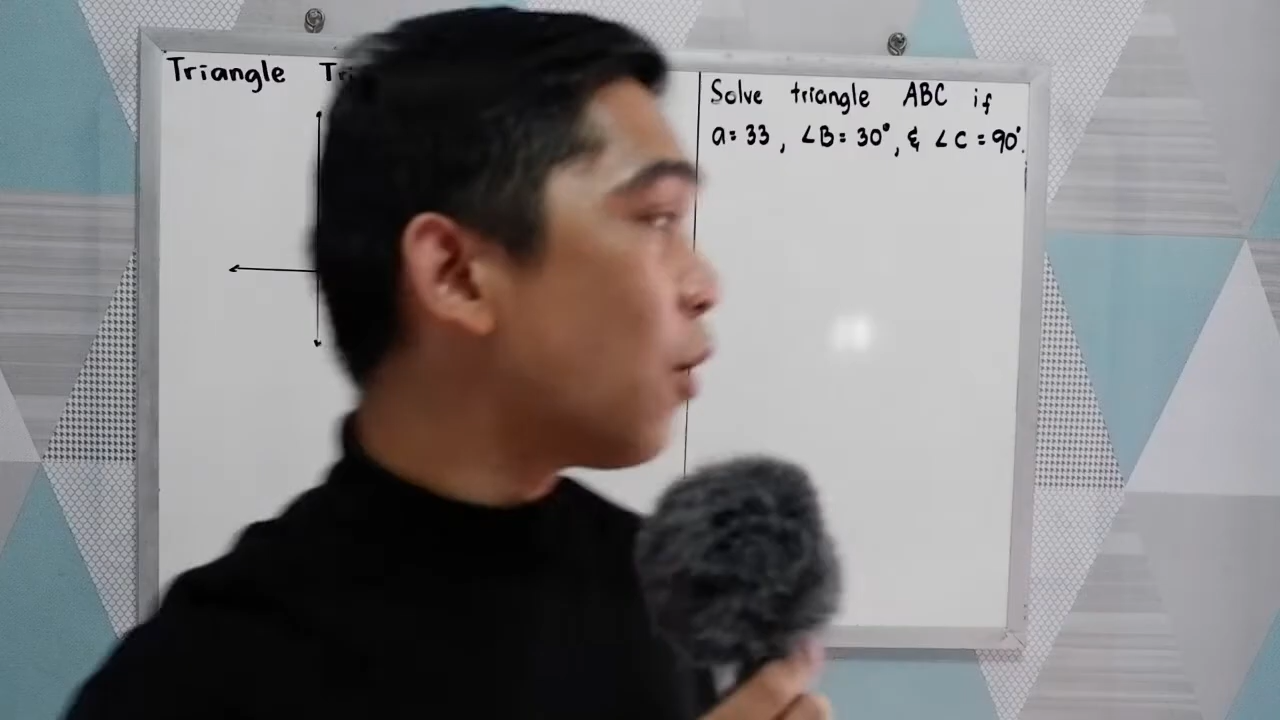 Triangle
Solve triangle ABC if
a = 33, ∠B = 30°, & ∠C = 90°.